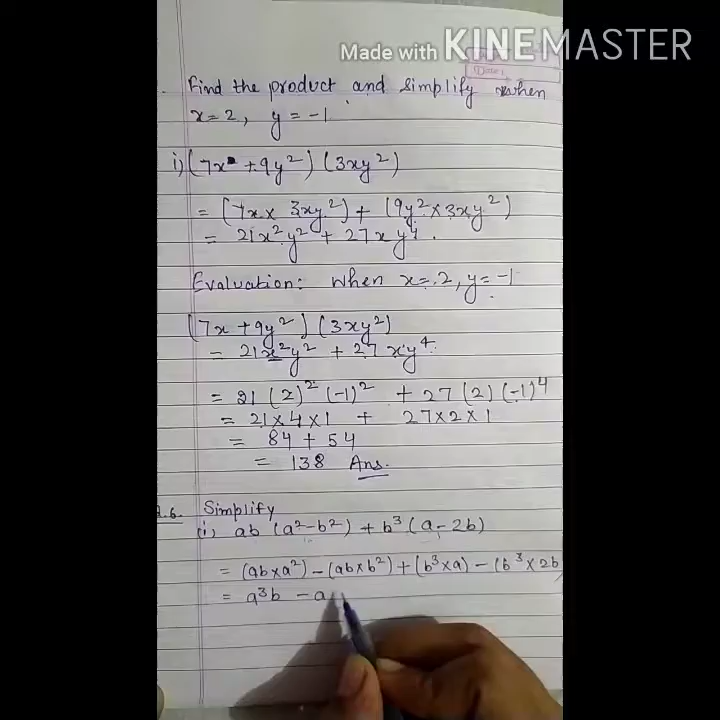 Made with KINEMASTER
Date:
Find the product and simplify when
x=2, y=-1
i) (7x + 9y²) (3xy²)
= (7x × 3xy²) + (9y² × 3xy²)
= 21x²y² + 27xy⁴.
Evaluation: When x=2, y=-1
(7x + 9y²) (3xy²)
= 21x²y² + 27xy⁴
= 21 (2)² (-1)² + 27 (2) (-1)⁴
= 21×4×1 + 27×2×1
= 84 + 54
= 138 Ans.
2.6. Simplify
(i) ab (a²-b²) + b³ (a-2b)
= (ab×a²) - (ab×b²) + (b³×a) - (b³×2b
= a³b - a